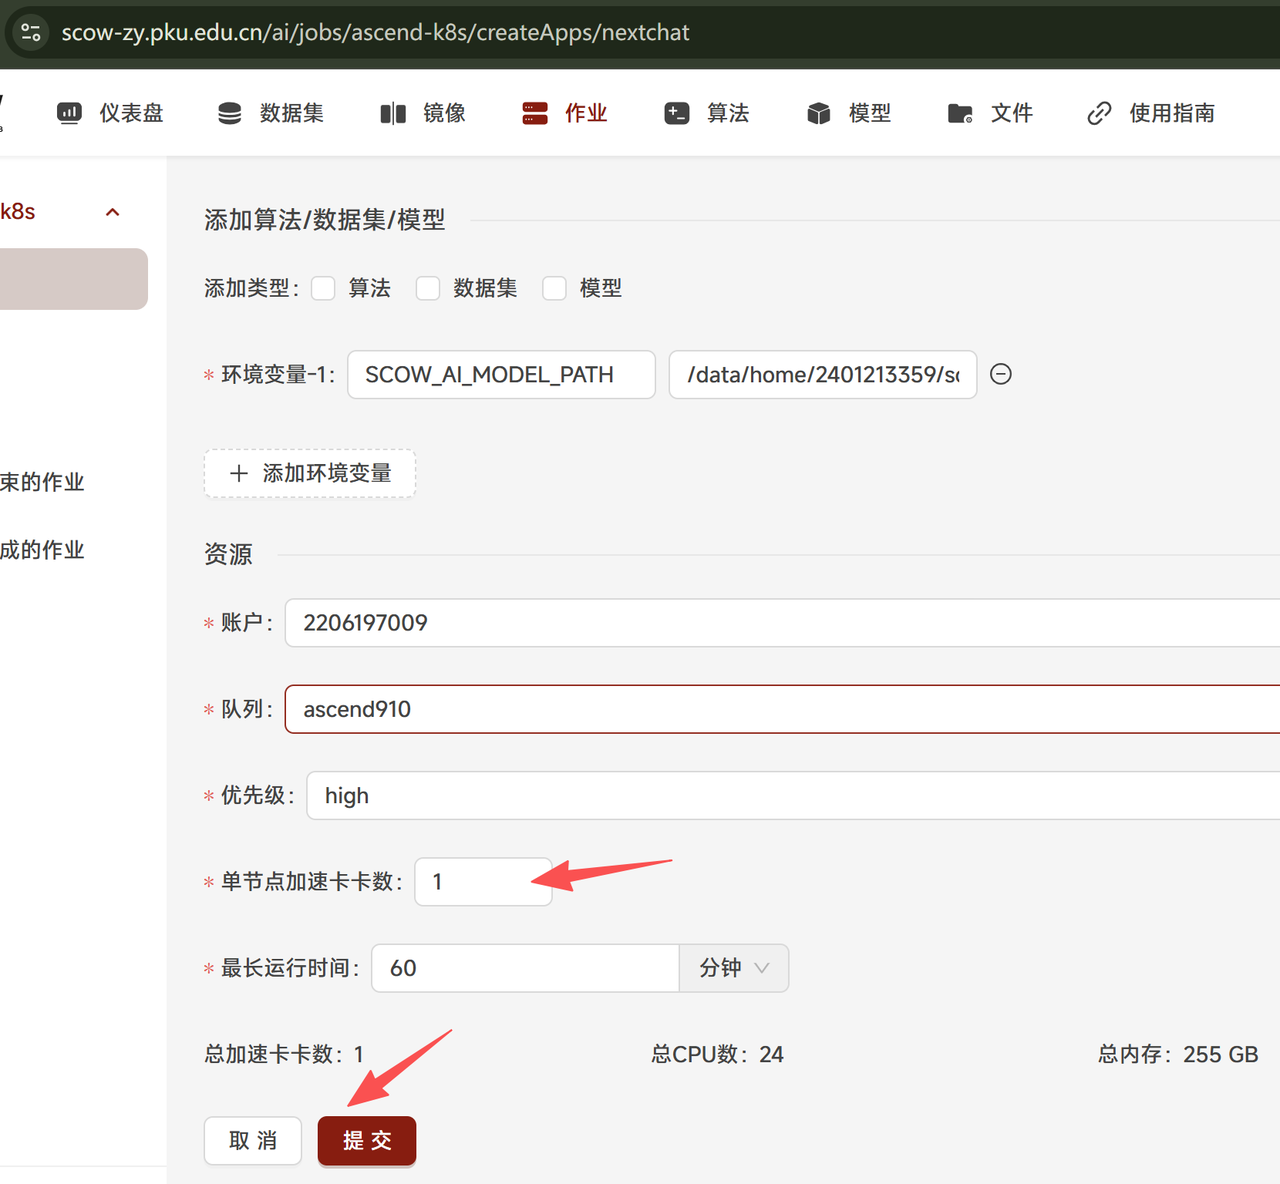 scow-zy.pku.edu.cn/ai/jobs/ascend-k8s/createApps/nextchat
仪表盘 数据集 镜像 作业 算法 模型 文件 使用指南
k8s
束的作业
成的作业
添加算法/数据集/模型
添加类型: 算法 数据集 模型
* 环境变量-1: SCOW_AI_MODEL_PATH /data/home/2401213359/sc
+ 添加环境变量
资源
* 账户: 2206197009
* 队列: ascend910
* 优先级: high
* 单节点加速卡卡数: 1
* 最长运行时间: 60 分钟
总加速卡卡数: 1 总CPU数: 24 总内存: 255 GB
取 消 提 交